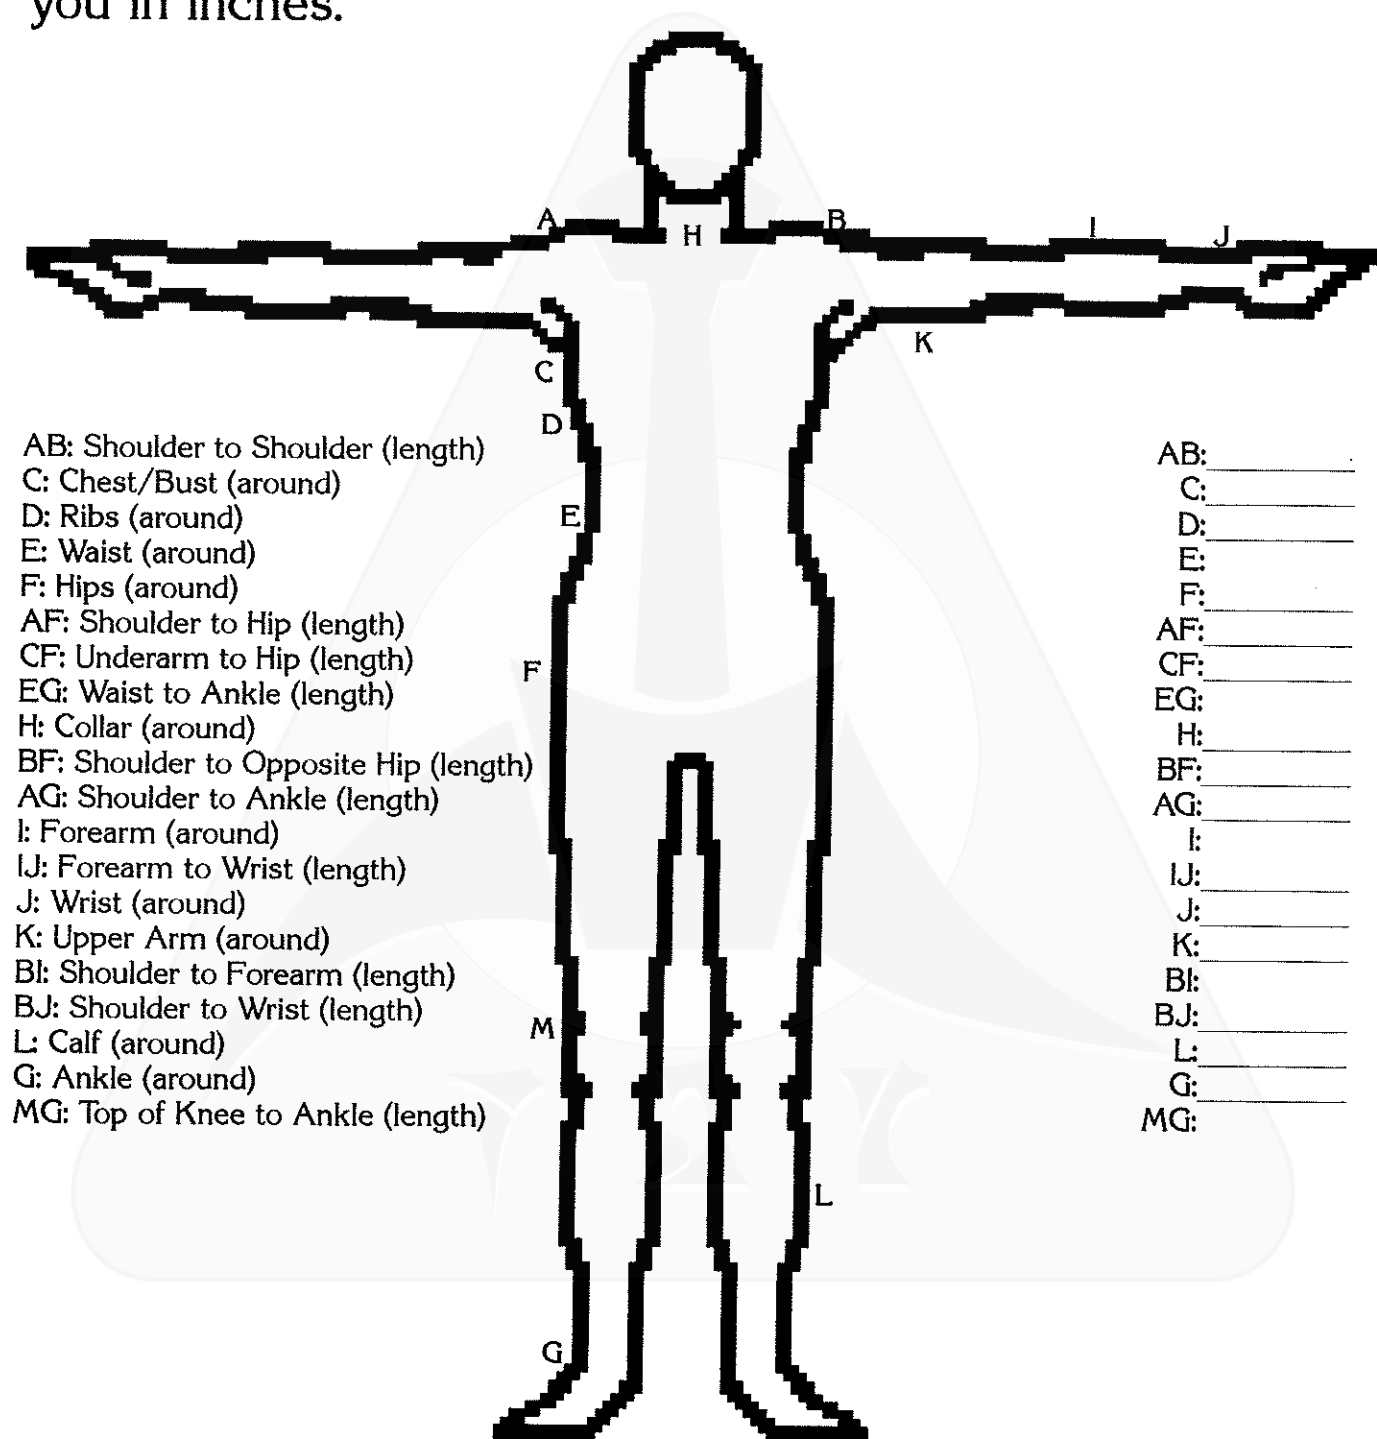 you in inches.
A
B
H
I
J
K
C
D
E
F
M
L
G
AB: Shoulder to Shoulder (length)
C: Chest/Bust (around)
D: Ribs (around)
E: Waist (around)
F: Hips (around)
AF: Shoulder to Hip (length)
CF: Underarm to Hip (length)
EG: Waist to Ankle (length)
H: Collar (around)
BF: Shoulder to Opposite Hip (length)
AG: Shoulder to Ankle (length)
I: Forearm (around)
IJ: Forearm to Wrist (length)
J: Wrist (around)
K: Upper Arm (around)
BI: Shoulder to Forearm (length)
BJ: Shoulder to Wrist (length)
L: Calf (around)
G: Ankle (around)
MG: Top of Knee to Ankle (length)
AB:
C:
D:
E:
F:
AF:
CF:
EG:
H:
BF:
AG:
I:
IJ:
J:
K:
BI:
BJ:
L:
G:
MG: